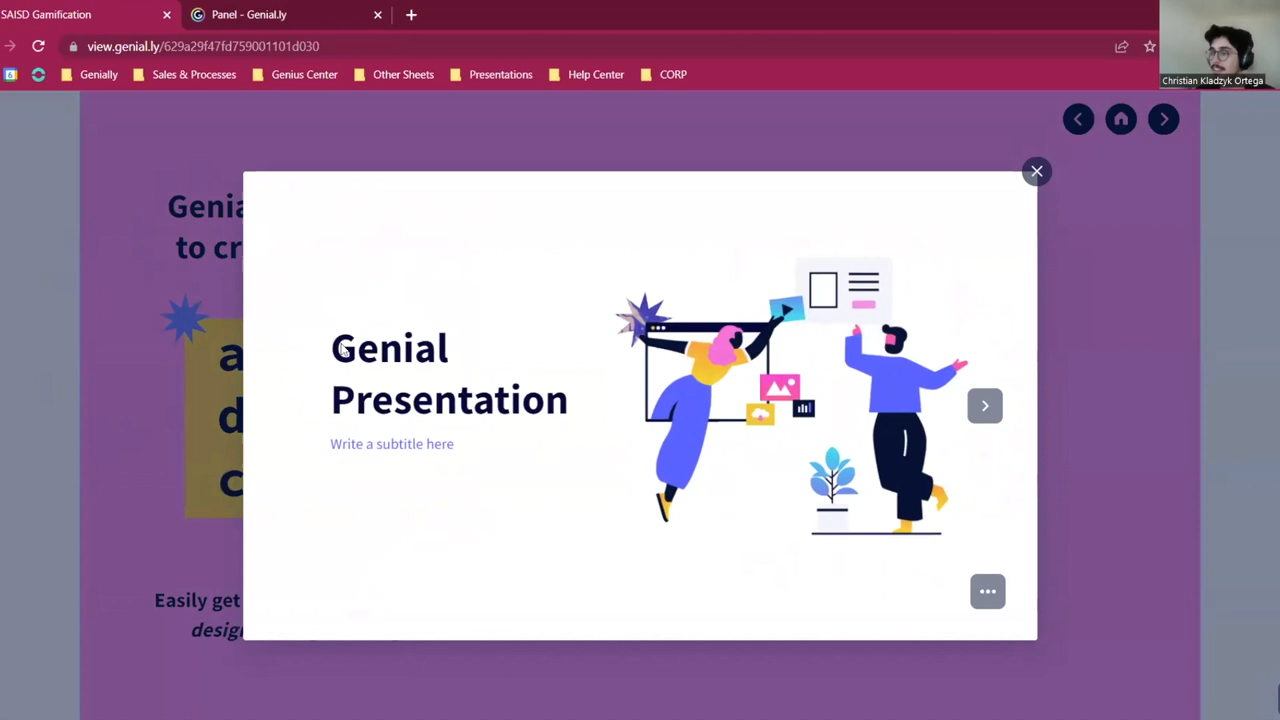 SAISD Gamification
Panel - Genial.ly
view.genial.ly/629a29f47fd759001101d030
6
Genially
Sales & Processes
Genius Center
Other Sheets
Presentations
Help Center
CORP
Christian Kladzyk Ortega
Genia
to cr
a
d
c
Easily get
desig
Genial
Presentation
Write a subtitle here